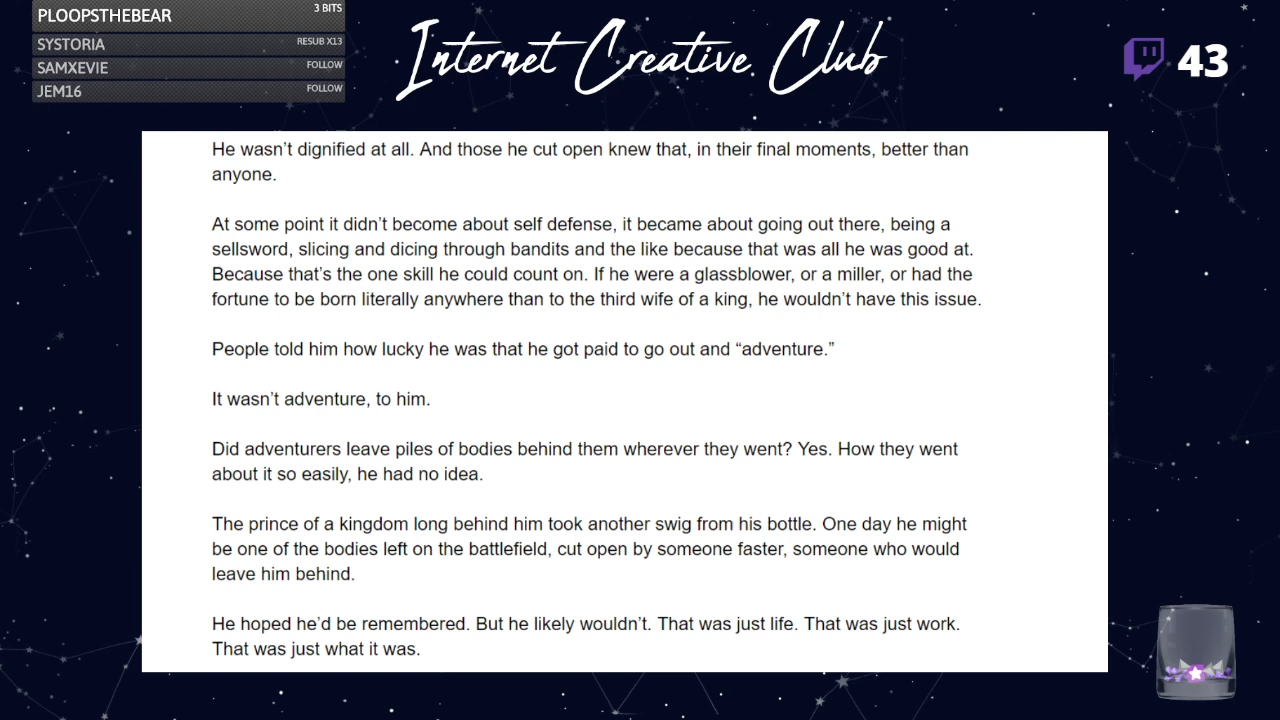 PLOOPSTHEBEAR 3 BITS
SYSTORIA RESUB X13
SAMXEVIE FOLLOW
JEM16 FOLLOW
Internet Creative Club
43
He wasn’t dignified at all. And those he cut open knew that, in their final moments, better than
anyone.
At some point it didn’t become about self defense, it became about going out there, being a
sellsword, slicing and dicing through bandits and the like because that was all he was good at.
Because that’s the one skill he could count on. If he were a glassblower, or a miller, or had the
fortune to be born literally anywhere than to the third wife of a king, he wouldn’t have this issue.
People told him how lucky he was that he got paid to go out and “adventure.”
It wasn’t adventure, to him.
Did adventurers leave piles of bodies behind them wherever they went? Yes. How they went
about it so easily, he had no idea.
The prince of a kingdom long behind him took another swig from his bottle. One day he might
be one of the bodies left on the battlefield, cut open by someone faster, someone who would
leave him behind.
He hoped he’d be remembered. But he likely wouldn’t. That was just life. That was just work.
That was just what it was.